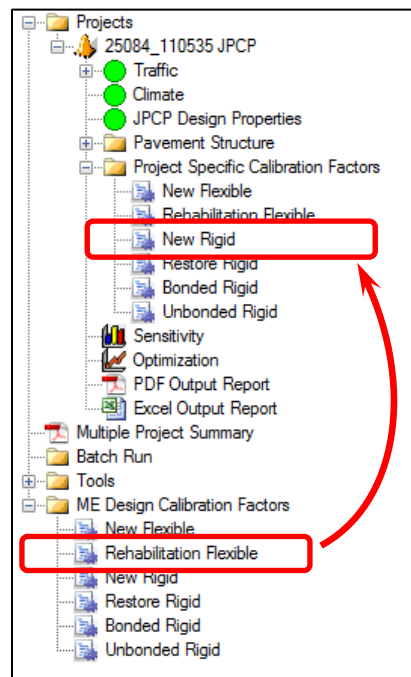 Projects
25084_110535 JPCP
Traffic
Climate
JPCP Design Properties
Pavement Structure
Project Specific Calibration Factors
New Flexible
Rehabilitation Flexible
New Rigid
Restore Rigid
Bonded Rigid
Unbonded Rigid
Sensitivity
Optimization
PDF Output Report
Excel Output Report
Multiple Project Summary
Batch Run
Tools
ME Design Calibration Factors
New Flexible
Rehabilitation Flexible
New Rigid
Restore Rigid
Bonded Rigid
Unbonded Rigid